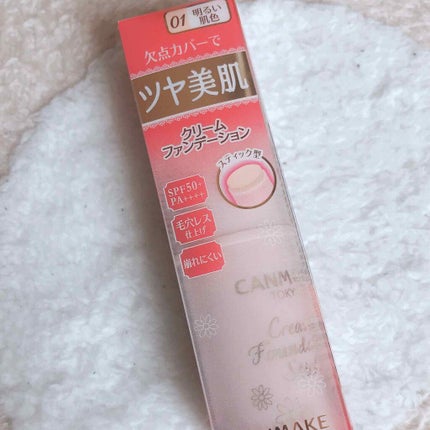 01 明るい
肌色
欠点カバーで
ツヤ美肌
クリーム
ファンデーション
スティック型
SPF50+
PA++++
毛穴レス
仕上げ
崩れにくい
CANM
TOKY
Cream
MAKE